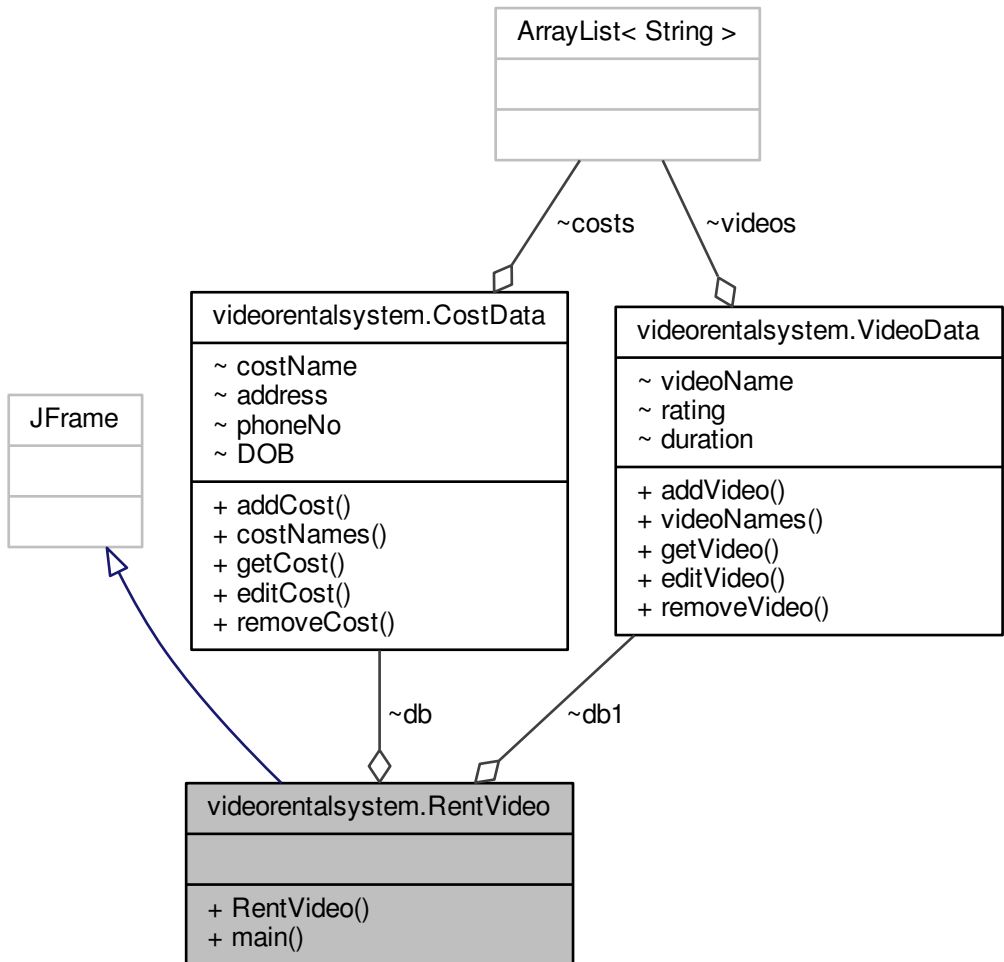 ArrayList< String >
~costs
~videos
videorentalsystem.CostData
~ costName
~ address
~ phoneNo
~ DOB
+ addCost()
+ costNames()
+ getCost()
+ editCost()
+ removeCost()
videorentalsystem.VideoData
~ videoName
~ rating
~ duration
+ addVideo()
+ videoNames()
+ getVideo()
+ editVideo()
+ removeVideo()
JFrame
~db
~db1
videorentalsystem.RentVideo
+ RentVideo()
+ main()